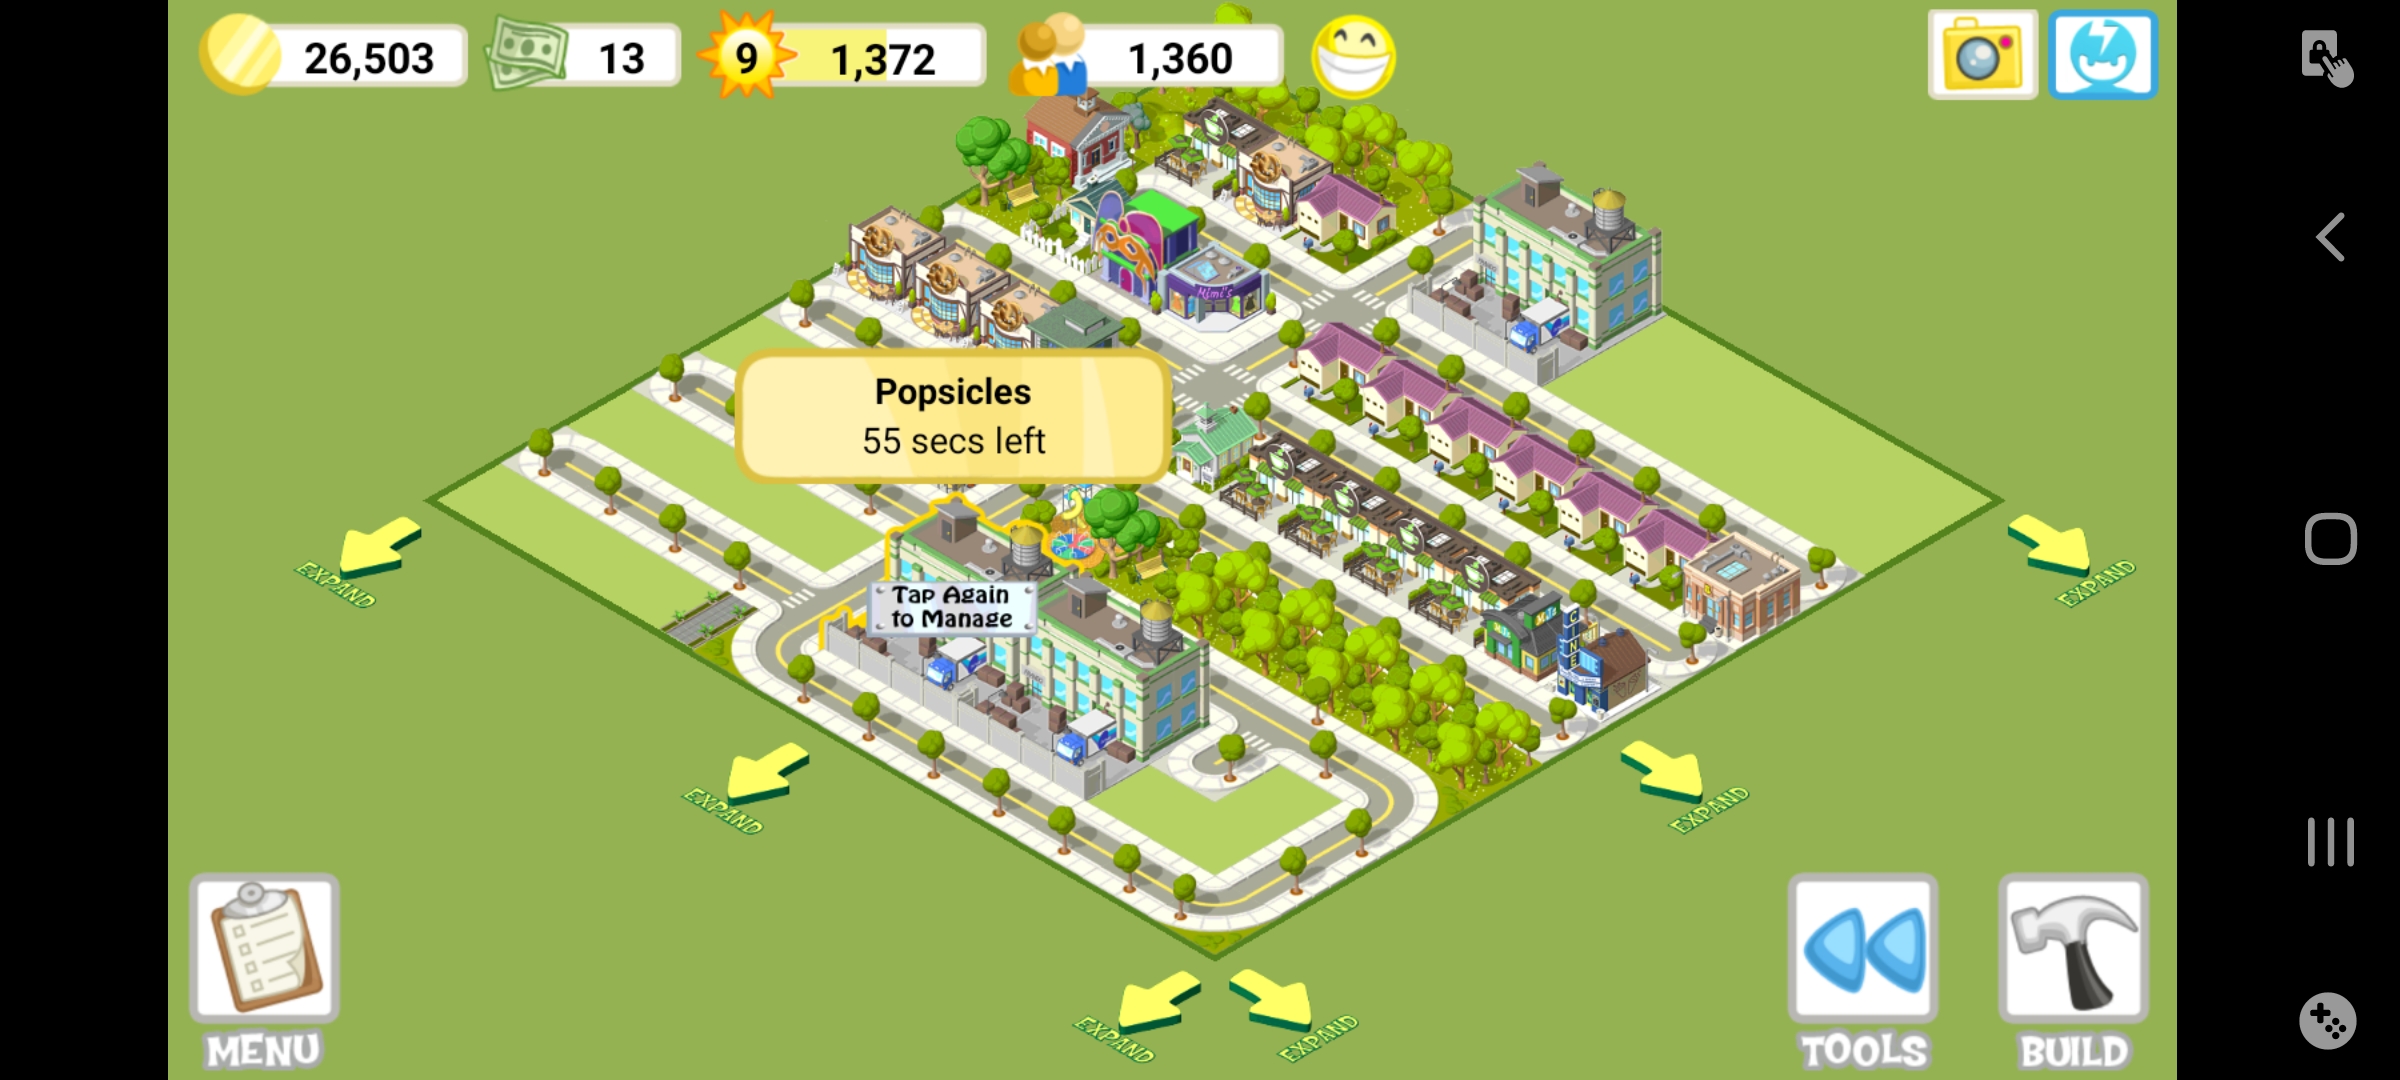 26,503
13
9
1,372
1,360
Mimi's
Popsicles
55 secs left
CINE
Tap Again
to Manage
EXPAND
EXPAND
EXPAND
EXPAND
EXPAND
EXPAND
MENU
TOOLS
BUILD